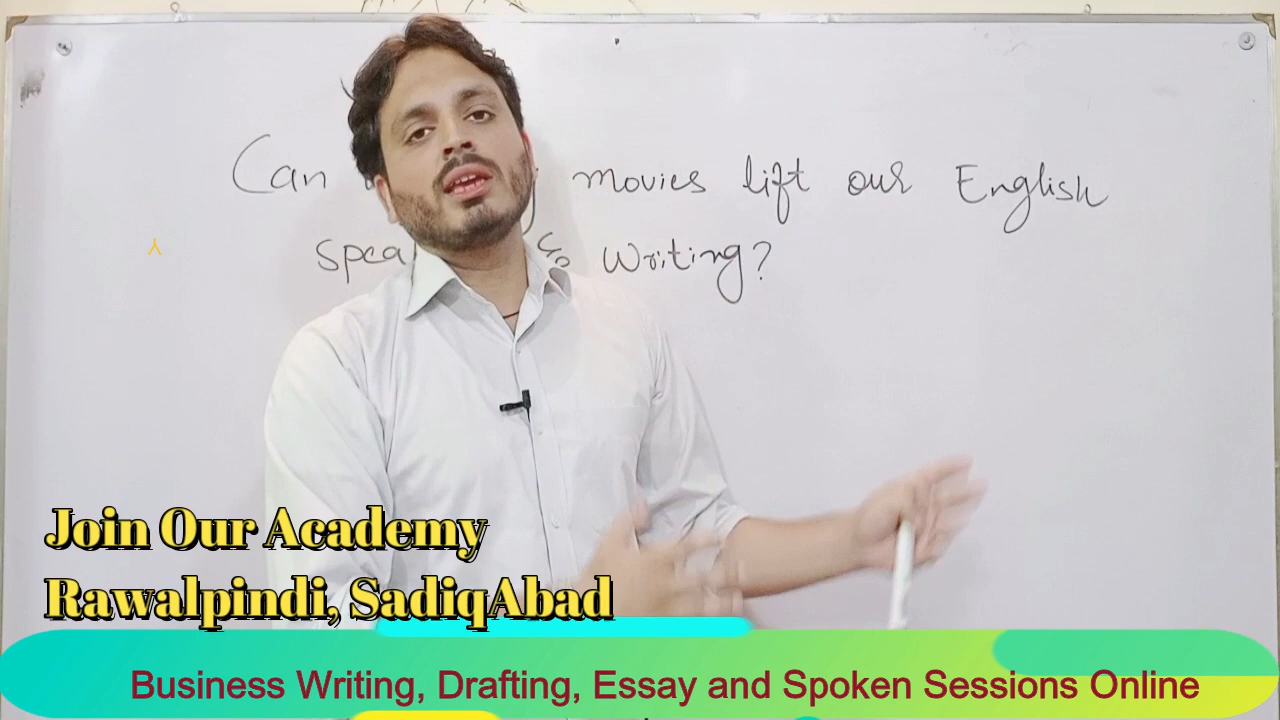 Can movies lift our English
& Writing?
Join Our Academy
Rawalpindi, SadiqAbad
Business Writing, Drafting, Essay and Spoken Sessions Online